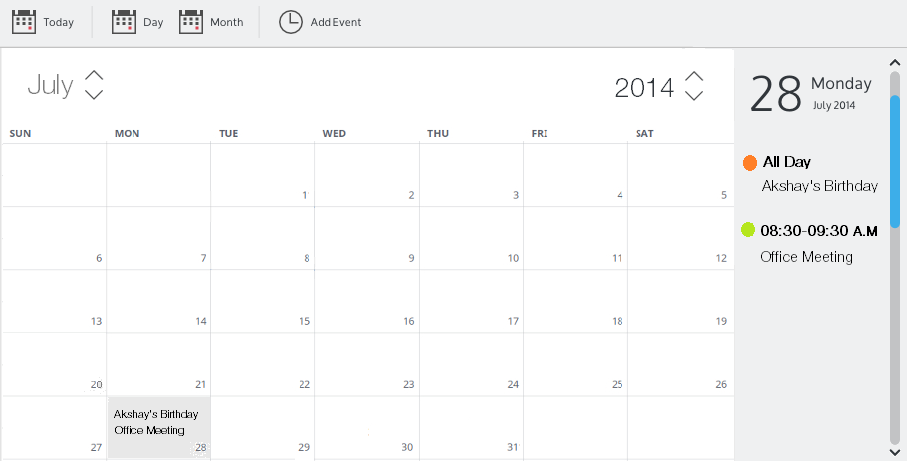 Today Day Month Add Event
July 2014
SUN MON TUE WED THU FRI SAT
1 2 3 4 5
6 7 8 9 10 11 12
13 14 15 16 17 18 19
20 21 22 23 24 25 26
Akshay's Birthday
Office Meeting
27 28 29 30 31
28 Monday
July 2014
All Day
Akshay's Birthday
08:30-09:30 A.M
Office Meeting